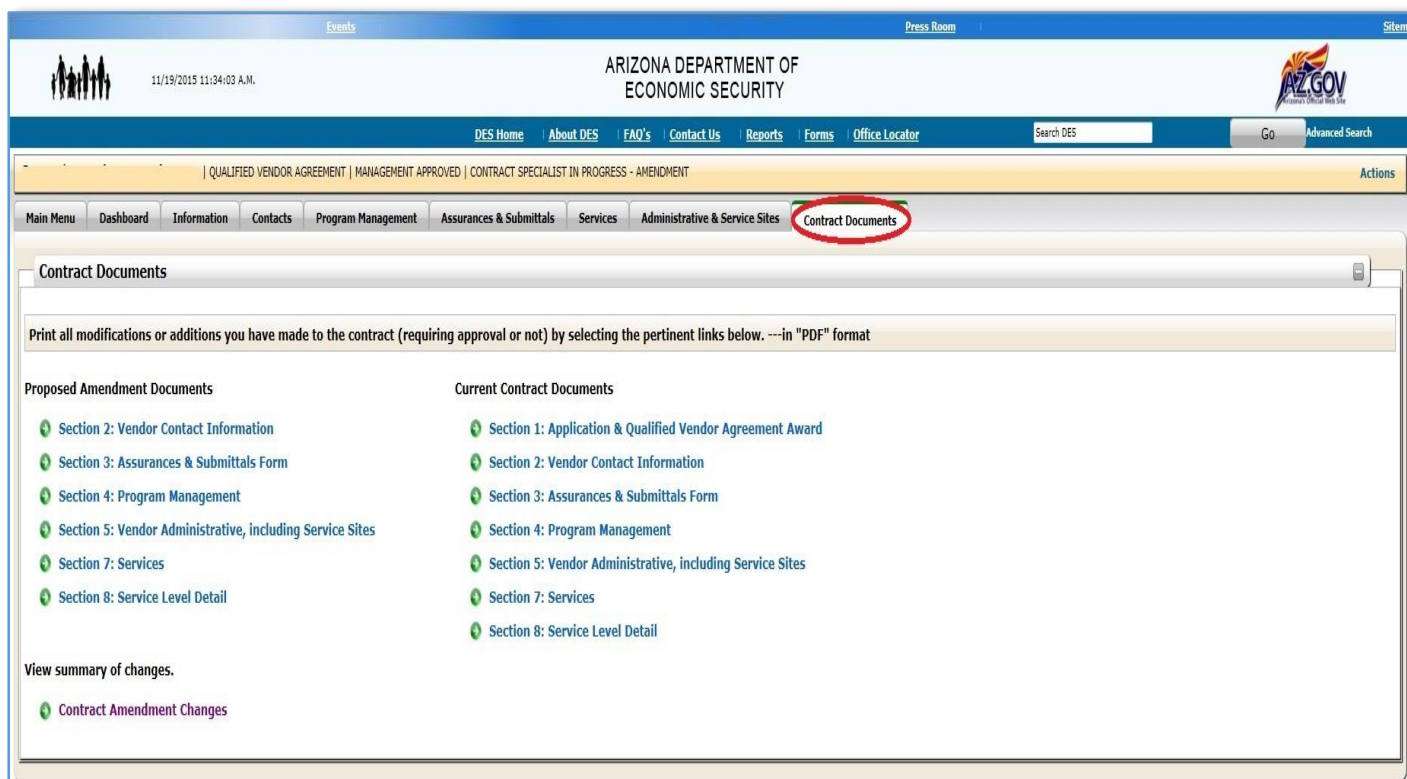 Events Press Room Sitem
11/19/2015 11:34:03 A.M.
ARIZONA DEPARTMENT OF
ECONOMIC SECURITY
AZ.GOV
Arizona's Official Web Site
DES Home | About DES | FAQ's | Contact Us | Reports | Forms | Office Locator Search DES Go Advanced Search
| QUALIFIED VENDOR AGREEMENT | MANAGEMENT APPROVED | CONTRACT SPECIALIST IN PROGRESS - AMENDMENT Actions
Main Menu Dashboard Information Contacts Program Management Assurances & Submittals Services Administrative & Service Sites Contract Documents
Contract Documents
Print all modifications or additions you have made to the contract (requiring approval or not) by selecting the pertinent links below. ---in "PDF" format
Proposed Amendment Documents
Section 2: Vendor Contact Information
Section 3: Assurances & Submittals Form
Section 4: Program Management
Section 5: Vendor Administrative, including Service Sites
Section 7: Services
Section 8: Service Level Detail
Current Contract Documents
Section 1: Application & Qualified Vendor Agreement Award
Section 2: Vendor Contact Information
Section 3: Assurances & Submittals Form
Section 4: Program Management
Section 5: Vendor Administrative, including Service Sites
Section 7: Services
Section 8: Service Level Detail
View summary of changes.
Contract Amendment Changes